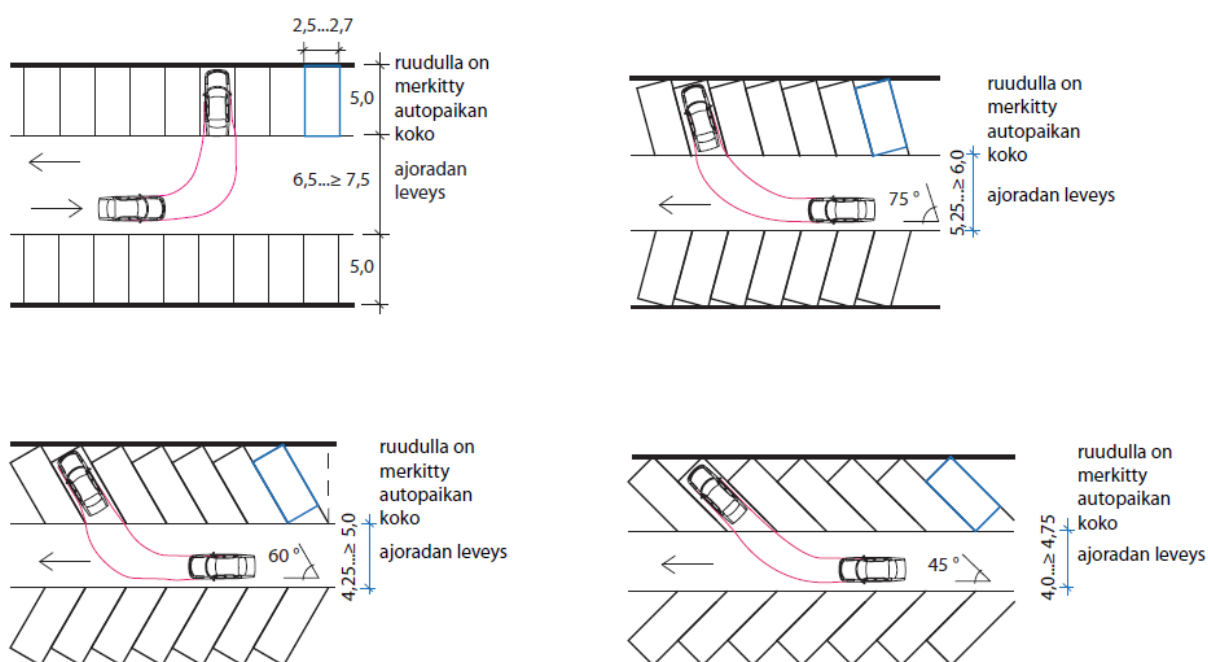 2,5...2,7
5,0
ruudulla on
merkitty
autopaikan
koko
6,5...≥ 7,5
ajoradan
leveys
5,0
ruudulla on
merkitty
autopaikan
koko
75 °
5,25...≥ 6,0
ajoradan leveys
ruudulla on
merkitty
autopaikan
koko
60 °
4,25...≥ 5,0
ajoradan leveys
ruudulla on
merkitty
autopaikan
koko
45 °
4,0...≥ 4,75
ajoradan leveys